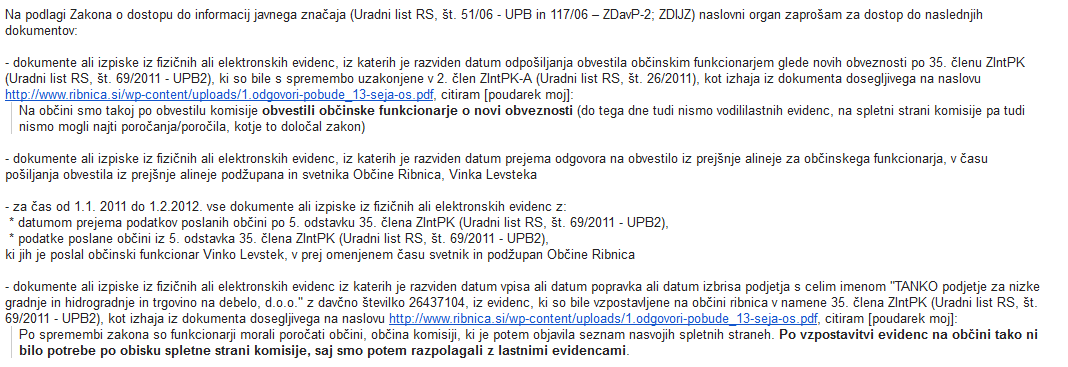 Na podlagi Zakona o dostopu do informacij javnega značaja (Uradni list RS, št. 51/06 - UPB in 117/06 – ZDavP-2; ZDIJZ) naslovni organ zaprošam za dostop do naslednjih
dokumentov:
- dokumente ali izpiske iz fizičnih ali elektronskih evidenc, iz katerih je razviden datum odpošiljanja obvestila občinskim funkcionarjem glede novih obveznosti po 35. členu ZIntPK
(Uradni list RS, št. 69/2011 - UPB2), ki so bile s spremembo uzakonjene v 2. člen ZIntPK-A (Uradni list RS, št. 26/2011), kot izhaja iz dokumenta dosegljivega na naslovu
http://www.ribnica.si/wp-content/uploads/1.odgovori-pobude_13-seja-os.pdf, citiram [poudarek moj]:
Na občini smo takoj po obvestilu komisije obvestili občinske funkcionarje o novi obveznosti (do tega dne tudi nismo vodililastnih evidenc, na spletni strani komisije pa tudi
nismo mogli najti poročanja/poročila, kotje to določal zakon)
- dokumente ali izpiske iz fizičnih ali elektronskih evidenc, iz katerih je razviden datum prejema odgovora na obvestilo iz prejšnje alineje za občinskega funkcionarja, v času
pošiljanja obvestila iz prejšnje alineje podžupana in svetnika Občine Ribnica, Vinka Levsteka
- za čas od 1.1. 2011 do 1.2.2012. vse dokumente ali izpiske iz fizičnih ali elektronskih evidenc z:
* datumom prejema podatkov poslanih občini po 5. odstavku 35. člena ZIntPK (Uradni list RS, št. 69/2011 - UPB2),
* podatke poslane občini iz 5. odstavka 35. člena ZIntPK (Uradni list RS, št. 69/2011 - UPB2),
ki jih je poslal občinski funkcionar Vinko Levstek, v prej omenjenem času svetnik in podžupan Občine Ribnica
- dokumente ali izpiske iz fizičnih ali elektronskih evidenc iz katerih je razviden datum vpisa ali datum popravka ali datum izbrisa podjetja s celim imenom "TANKO podjetje za nizke
gradnje in hidrogradnje in trgovino na debelo, d.o.o." z davčno številko 26437104, iz evidenc, ki so bile vzpostavljene na občini ribnica v namene 35. člena ZIntPK (Uradni list RS, št.
69/2011 - UPB2), kot izhaja iz dokumenta dosegljivega na naslovu http://www.ribnica.si/wp-content/uploads/1.odgovori-pobude_13-seja-os.pdf, citiram [poudarek moj]:
Po spremembi zakona so funkcionarji morali poročati občini, občina komisiji, ki je potem objavila seznam nasvojih spletnih straneh. Po vzpostavitvi evidenc na občini tako ni
bilo potrebe po obisku spletne strani komisije, saj smo potem razpolagali z lastnimi evidencami.